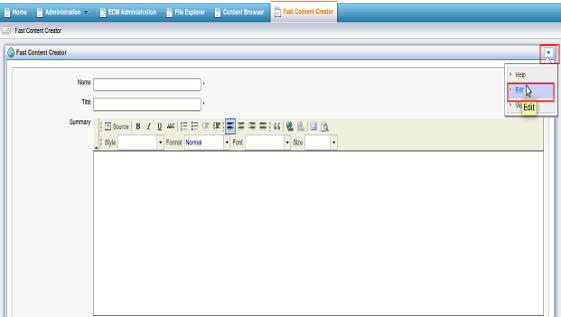 Home Administration ECM Administration File Explorer Content Browser Fast Content Creator
Fast Content Creator
Fast Content Creator
Help
Edit
Edit
Name *
Title *
Summary
Source B I U ABC
Style Format Normal Font Size